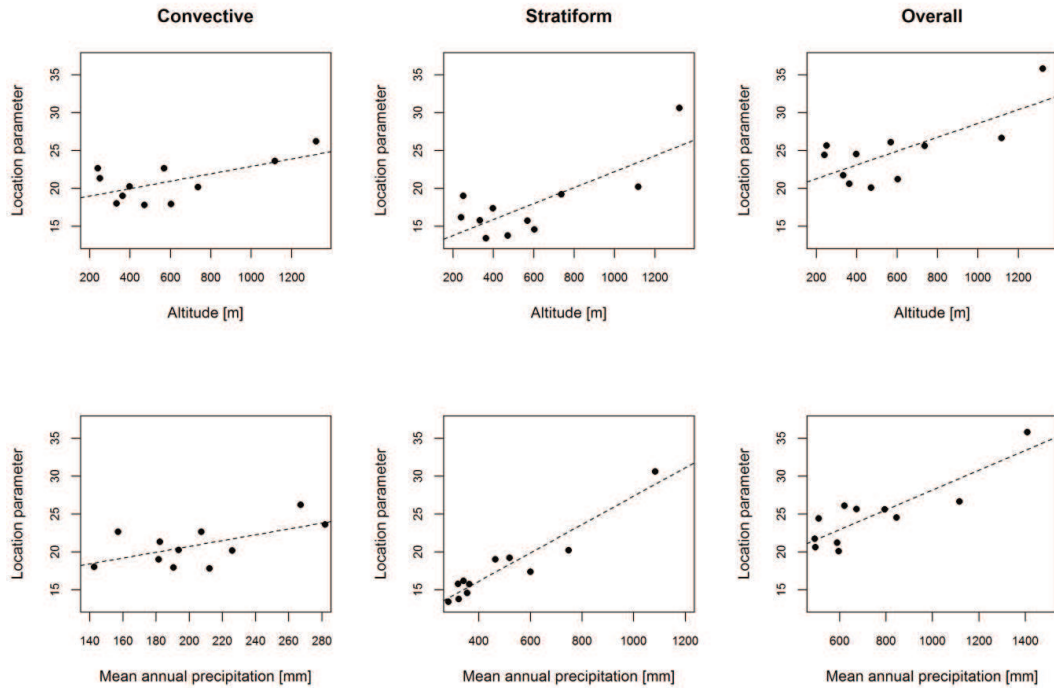 Convective Stratiform Overall
Location parameter
15 20 25 30 35
200 400 600 800 1000 1200
Altitude [m]
Location parameter
15 20 25 30 35
200 400 600 800 1000 1200
Altitude [m]
Location parameter
15 20 25 30 35
200 400 600 800 1000 1200
Altitude [m]
Location parameter
15 20 25 30 35
140 160 180 200 220 240 260 280
Mean annual precipitation [mm]
Location parameter
15 20 25 30 35
400 600 800 1000 1200
Mean annual precipitation [mm]
Location parameter
15 20 25 30 35
600 800 1000 1200 1400
Mean annual precipitation [mm]